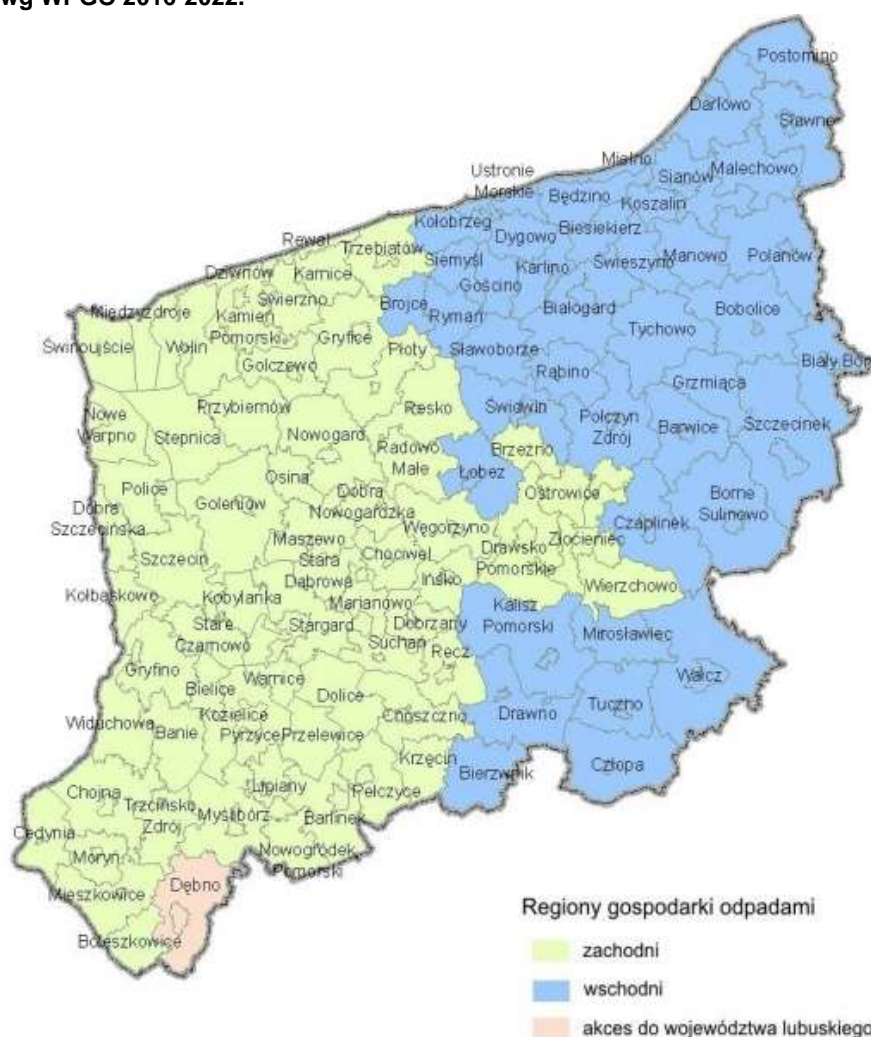 wg WPGO 2016-2022.
Postomino
Darłowo
Sławno
Mielno
Ustronie
Morskie
Sianów
Malechowo
Będzino
Koszalin
Kołobrzeg
Dygowo
Biesiekierz
Rewal
Trzebiatów
Siemyśl
Karlino
Świeszyno
Manowo
Polanów
Dziwnów
Karnice
Gościno
Świerzno
Brojce
Rymań
Białogard
Tychowo
Bobolice
Międzyzdroje
Kamień
Pomorski
Gryfice
Świnoujście
Wolin
Golczewo
Płoty
Sławoborze
Rąbino
Grzmiąca
Biały Bór
Przybiernów
Resko
Świdwin
Połczyn
Zdrój
Barwice
Szczecinek
Nowe
Warpno
Stepnica
Nowogard
Radowo
Małe
Brzeżno
Łobez
Police
Osina
Ostrowice
Borne
Sulinowo
Dobra
Szczecińska
Goleniów
Dobra
Nowogardzka
Węgorzyno
Czaplinek
Maszewo
Drawsko
Pomorskie
Złocieniec
Szczecin
Stara
Dąbrowa
Chociwel
Ińsko
Wierzchowo
Kołbaskowo
Kobylanka
Marianowo
Kalisz
Pomorski
Stare
Czarnowo
Stargard
Dobrzany
Suchań
Mirosławiec
Recz
Gryfino
Warnice
Wałcz
Bielice
Dolice
Tuczno
Widuchowa
Banie
Kozielice
Pyrzyce
Przelewice
Choszczno
Drawno
Krzęcin
Bierzwnik
Człopa
Chojna
Lipiany
Pełczyce
Trzcińsko
Zdrój
Myślibórz
Barlinek
Cedynia
Moryń
Nowogródek
Pomorski
Mieszkowice
Dębno
Boleszkowice
Regiony gospodarki odpadami
zachodni
wschodni
akces do województwa lubuskiego